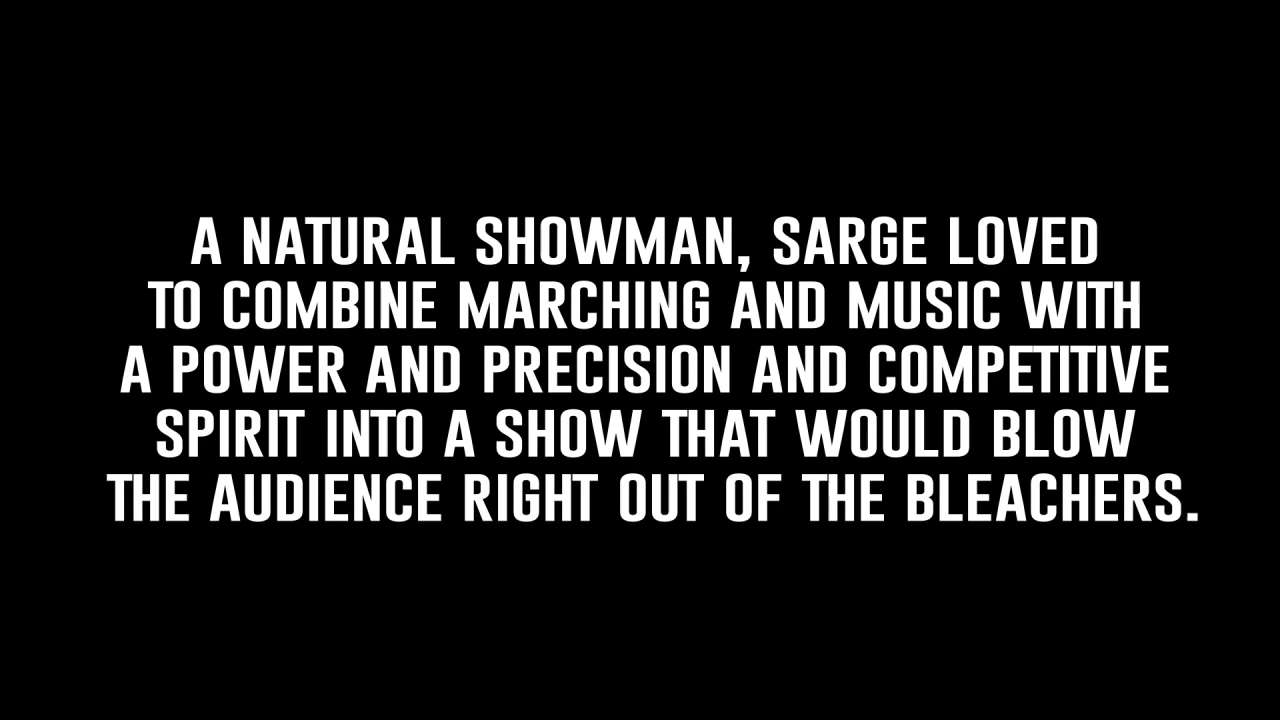 A NATURAL SHOWMAN, SARGE LOVED
TO COMBINE MARCHING AND MUSIC WITH
A POWER AND PRECISION AND COMPETITIVE
SPIRIT INTO A SHOW THAT WOULD BLOW
THE AUDIENCE RIGHT OUT OF THE BLEACHERS.